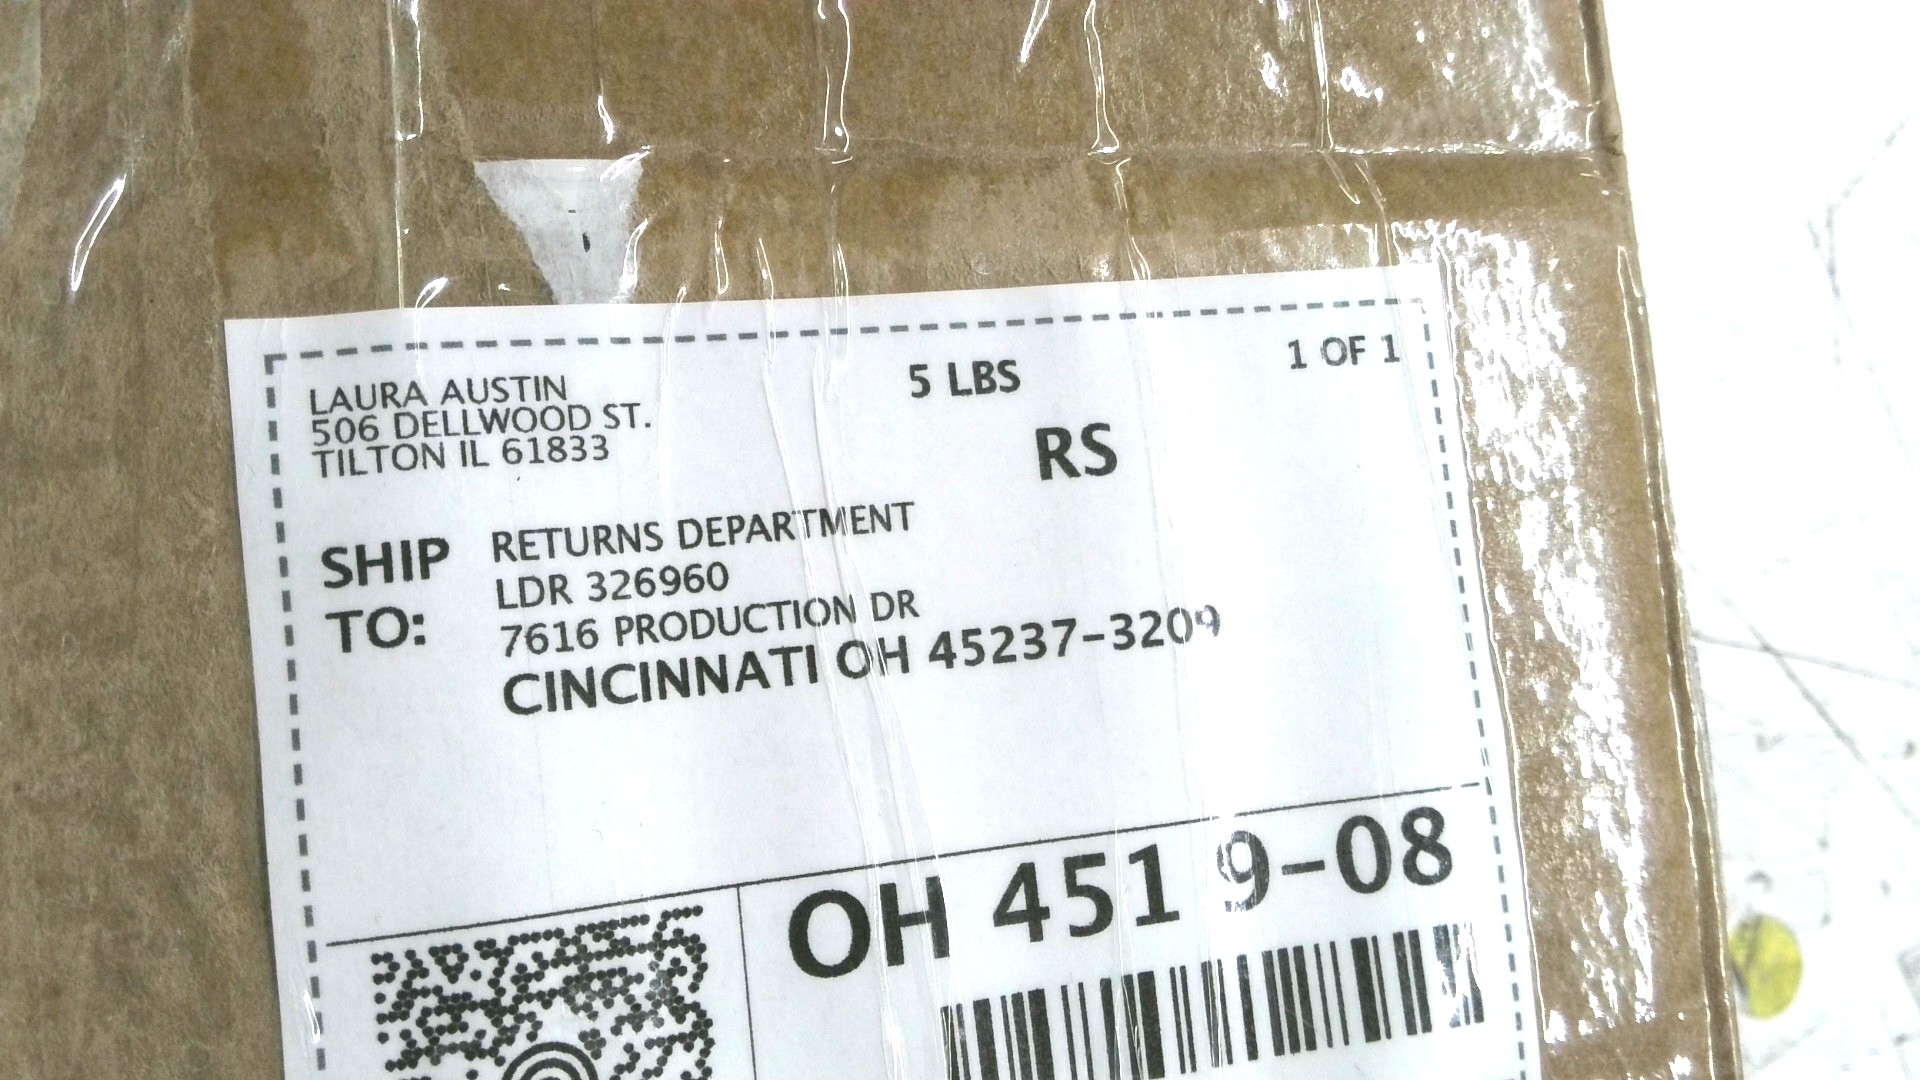 LAURA AUSTIN
506 DELLWOOD ST.
TILTON IL 61833
5 LBS
1 OF 1
RS
SHIP TO:
RETURNS DEPARTMENT
LDR 326960
7616 PRODUCTION DR
CINCINNATI OH 45237-3209
OH 451 9-08